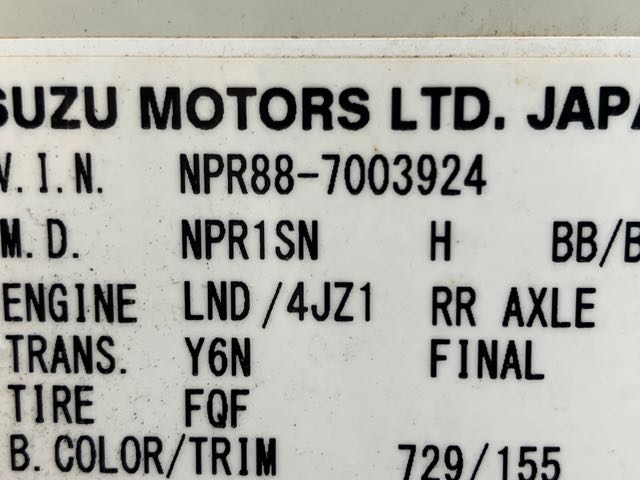 SUZU MOTORS LTD. JAPA
V.I.N. NPR88-7003924
M.D. NPR1SN H BB/B
ENGINE LND/4JZ1 RR AXLE
TRANS. Y6N FINAL
TIRE FQF
B.COLOR/TRIM 729/155